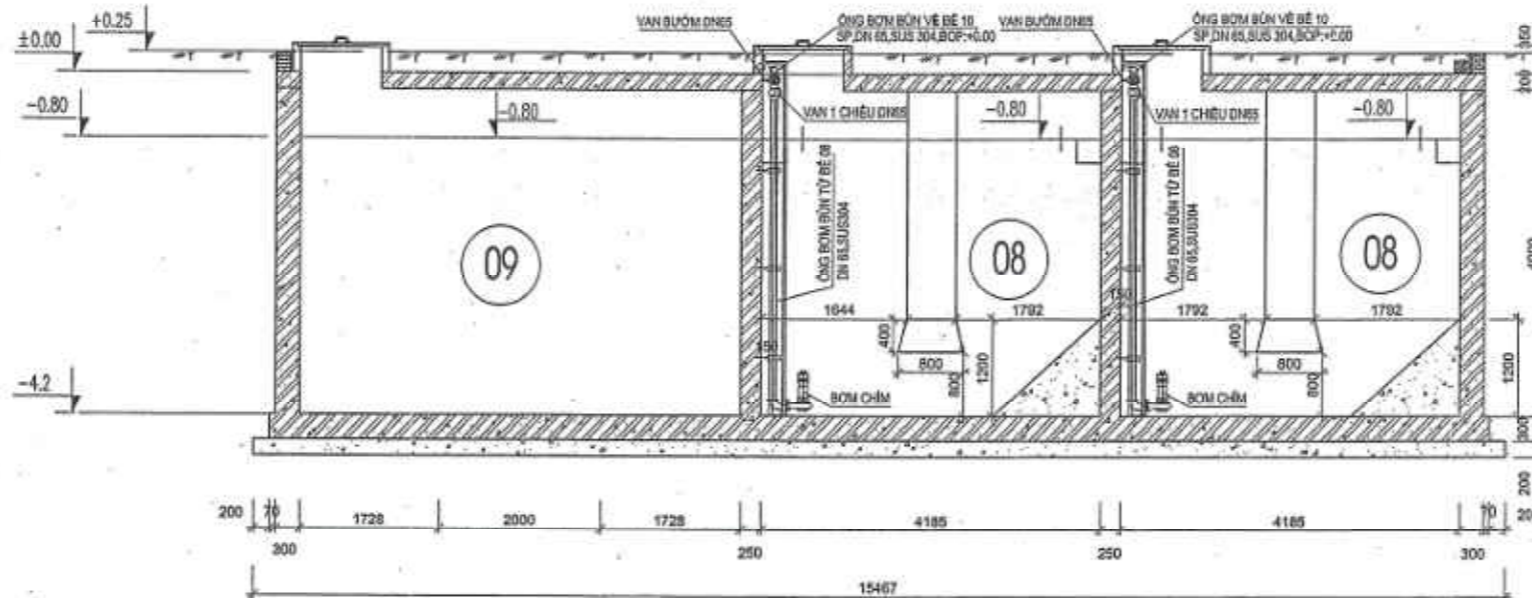 +0.25
±0.00
-0.80
-4.2
VAN BƯỚM DN65
ỐNG BƠM BÙN VỀ BỂ 10
SP,DN 65,SUS 304,BOP:+0.00
VAN BƯỚM DN65
ỐNG BƠM BÙN VỀ BỂ 10
SP,DN 65,SUS 304,BOP:+0.00
350
200
-0.80
VAN 1 CHIỀU DN65
-0.80
VAN 1 CHIỀU DN65
-0.80
ỐNG BƠM BÙN TỪ BỂ 08
DN 65,SUS304
ỐNG BƠM BÙN TỪ BỂ 08
DN 65,SUS304
09
08
08
150
1644
1792
1792
1792
150
400
800
800
1200
400
800
800
1200
BƠM CHÌM
BƠM CHÌM
300
200
200
70
1728
2000
1728
4185
4185
70
300
250
250
300
15467